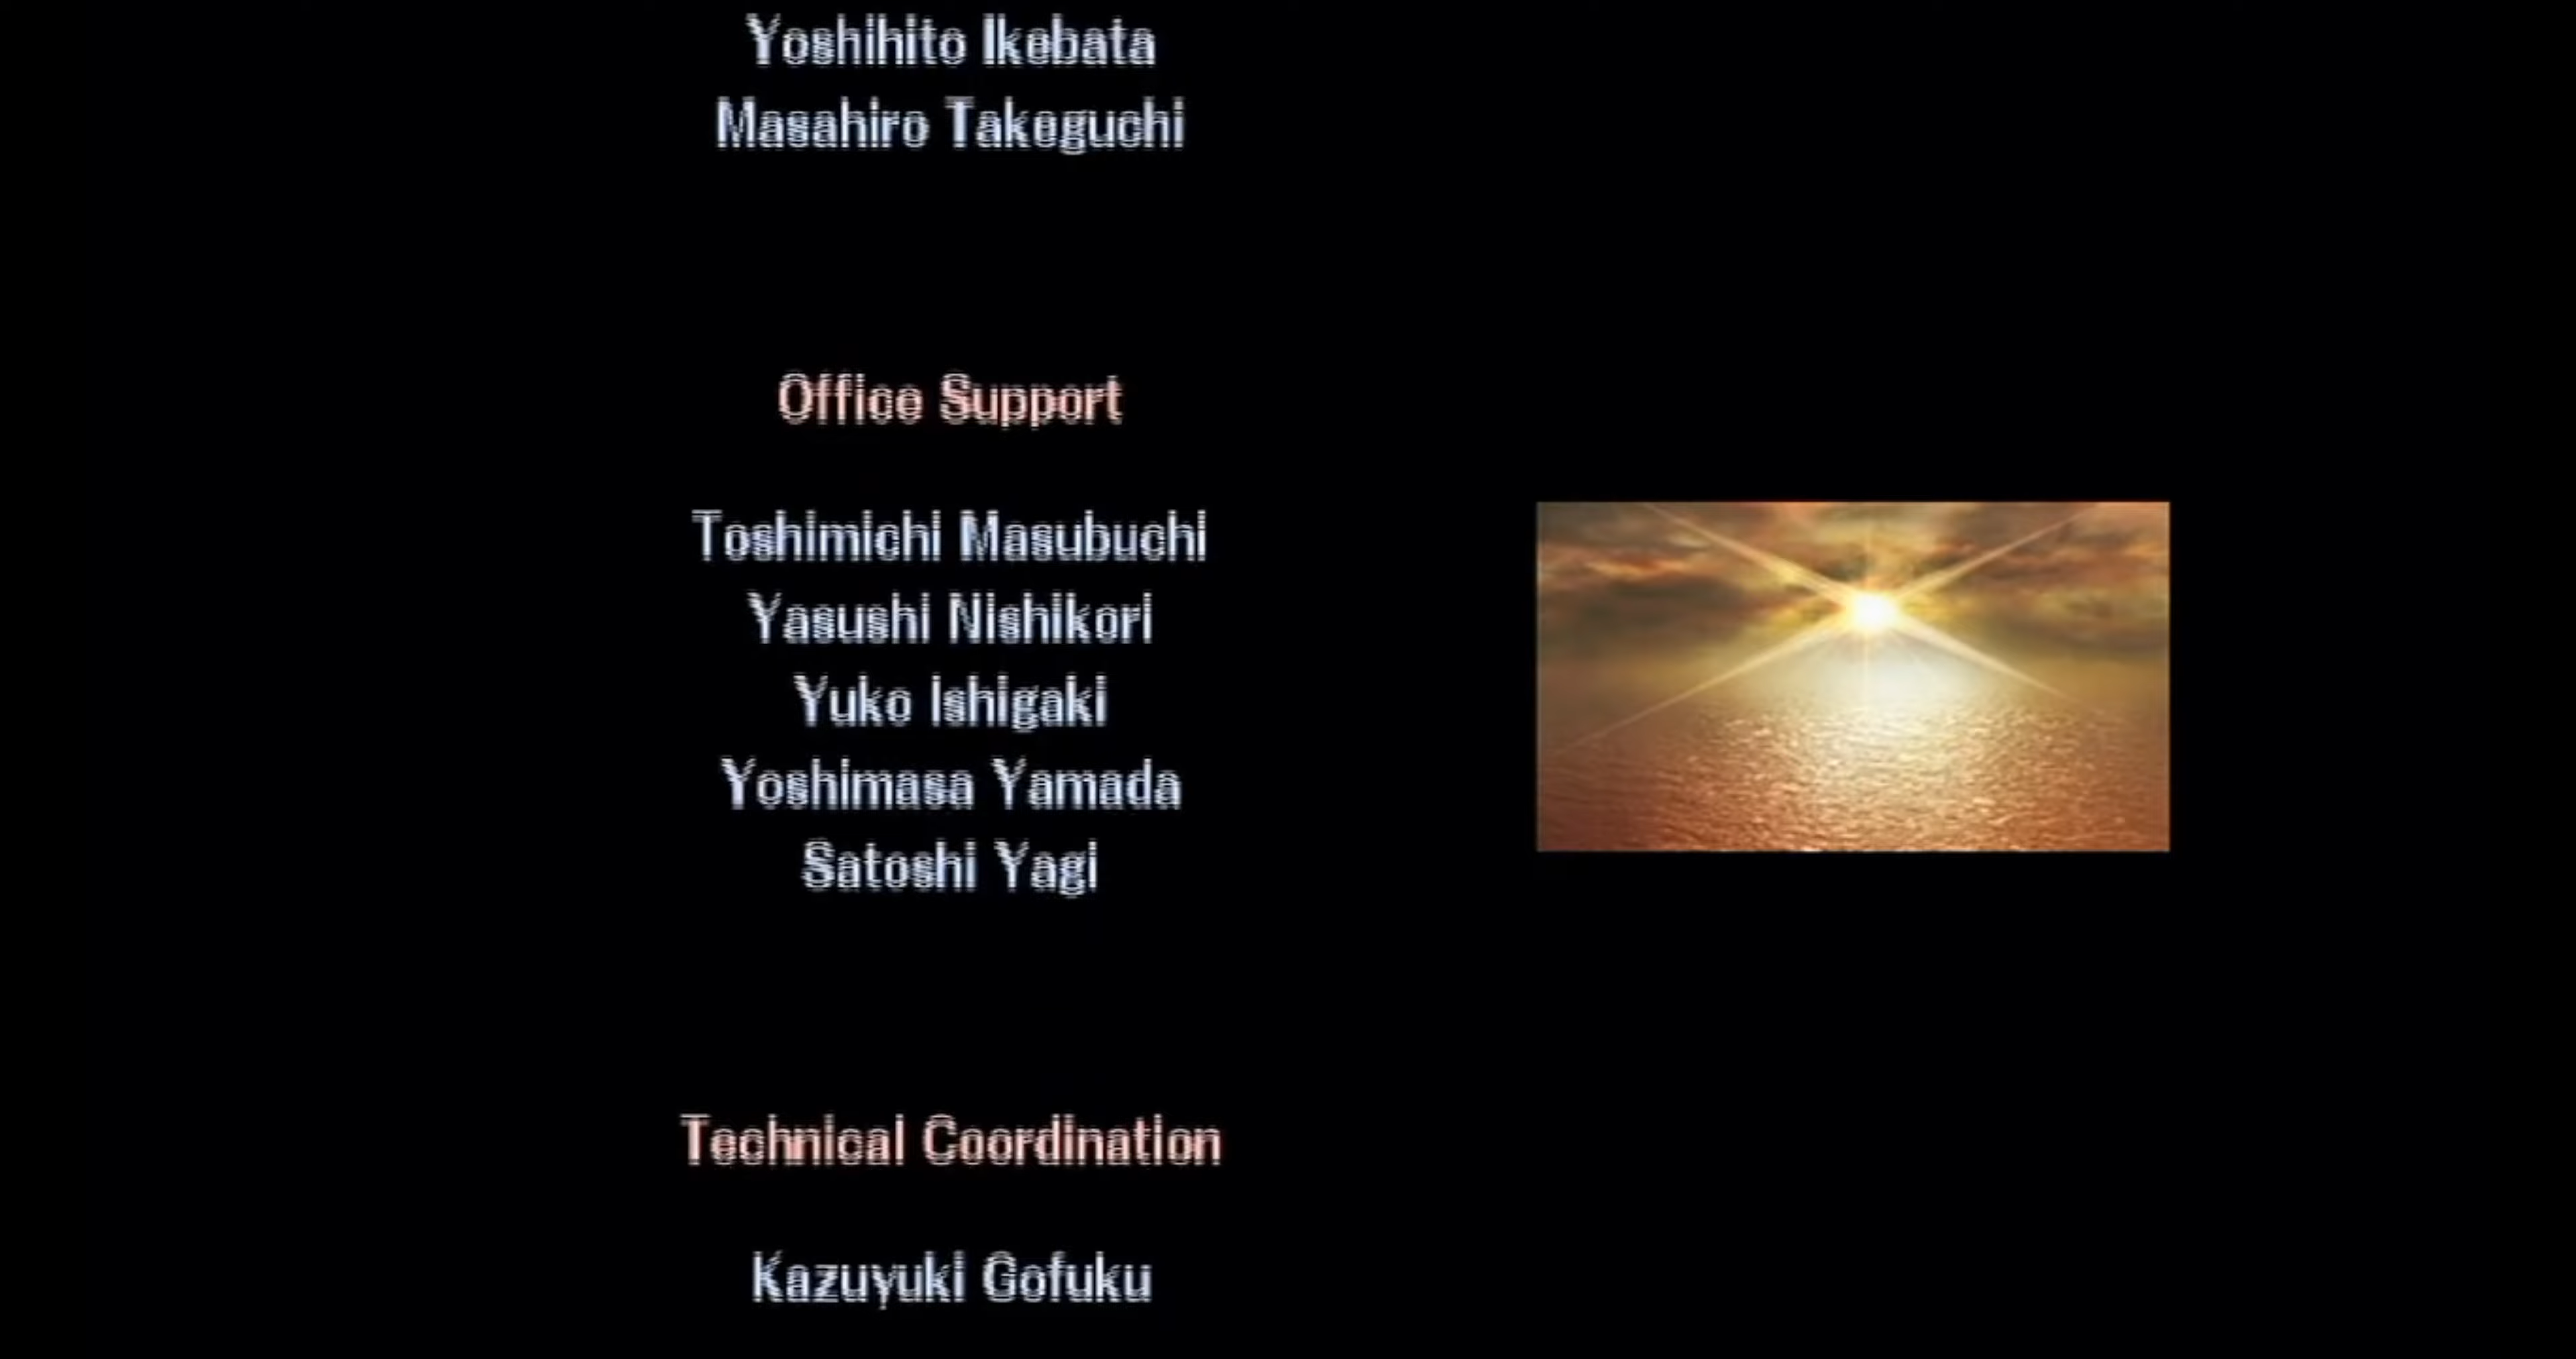 Yoshihito Ikebata
Masahiro Takeguchi
Office Support
Toshimichi Masubuchi
Yasushi Nishikori
Yuko Ishigaki
Yoshimasa Yamada
Satoshi Yagi
Technical Coordination
Kazuyuki Gofuku